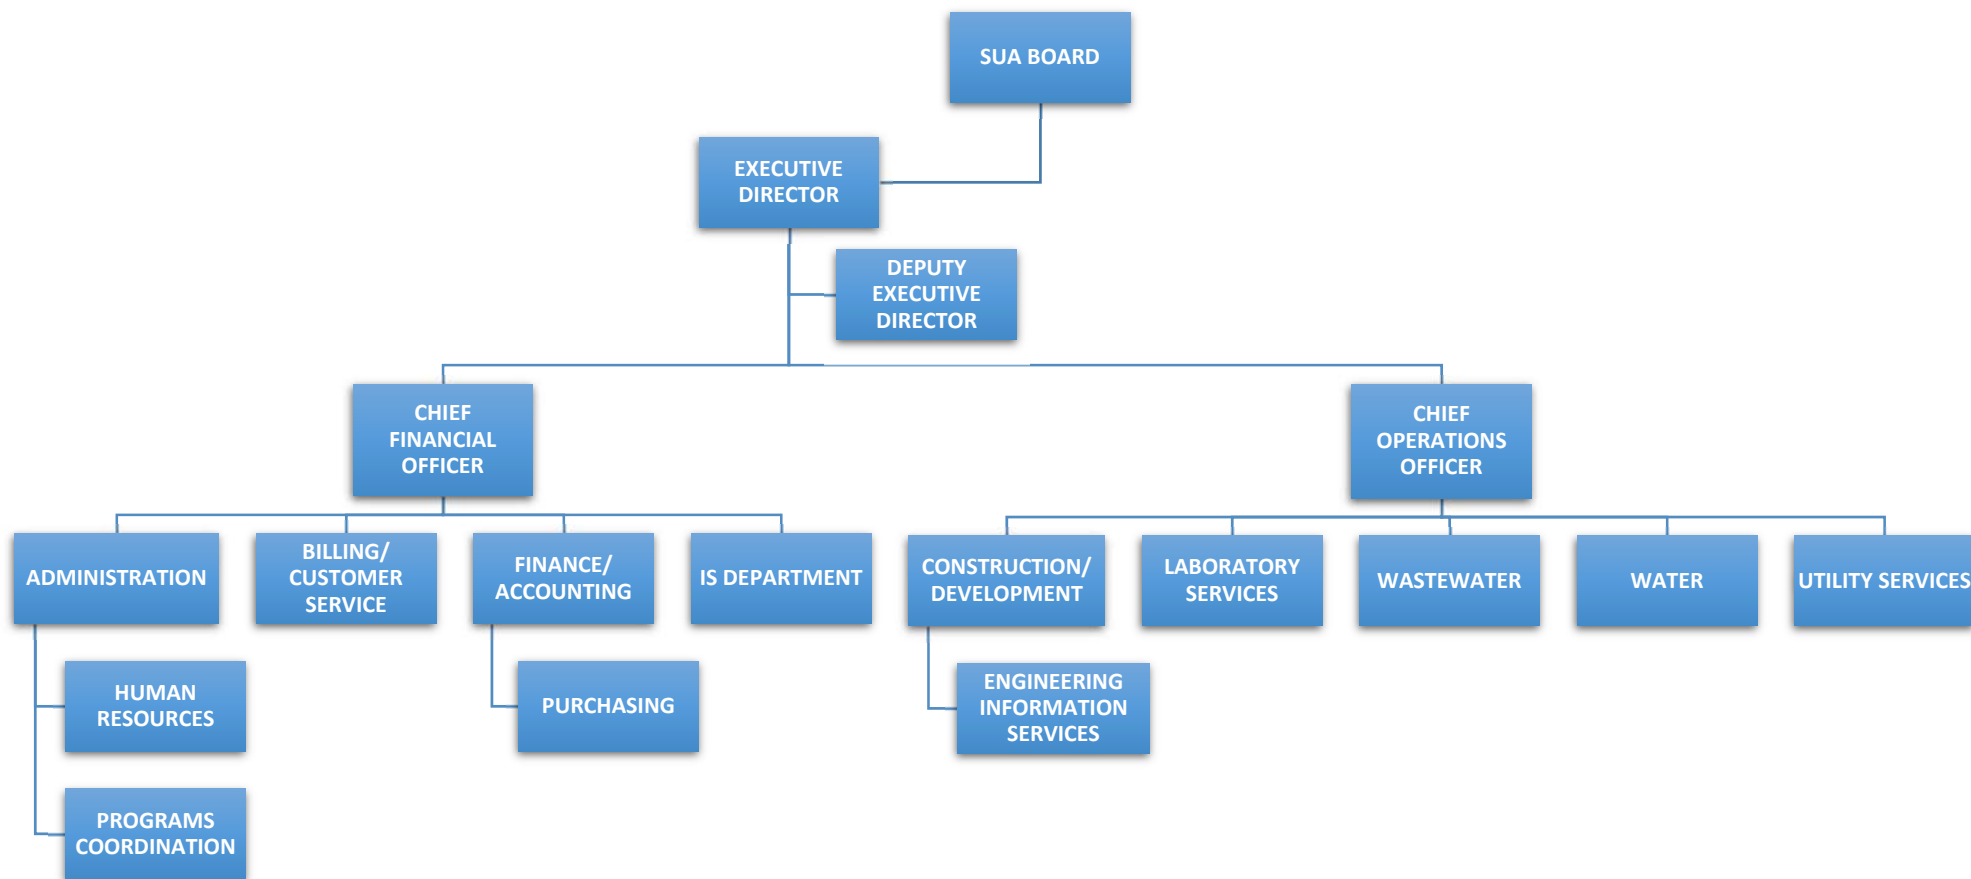 SUA BOARD
EXECUTIVE
DIRECTOR
DEPUTY
EXECUTIVE
DIRECTOR
CHIEF
FINANCIAL
OFFICER
CHIEF
OPERATIONS
OFFICER
ADMINISTRATION
BILLING/
CUSTOMER
SERVICE
FINANCE/
ACCOUNTING
IS DEPARTMENT
CONSTRUCTION/
DEVELOPMENT
LABORATORY
SERVICES
WASTEWATER
WATER
UTILITY SERVICES
HUMAN
RESOURCES
PURCHASING
ENGINEERING
INFORMATION
SERVICES
PROGRAMS
COORDINATION